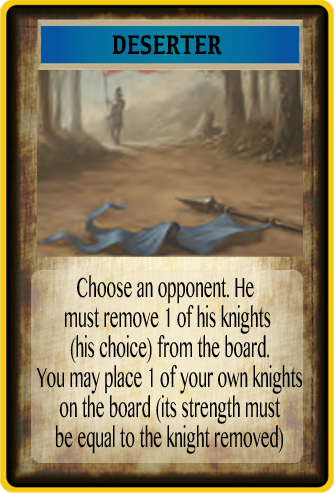 DESERTER
Choose an opponent. He
must remove 1 of his knights
(his choice) from the board.
You may place 1 of your own knights
on the board (its strength must
be equal to the knight removed)